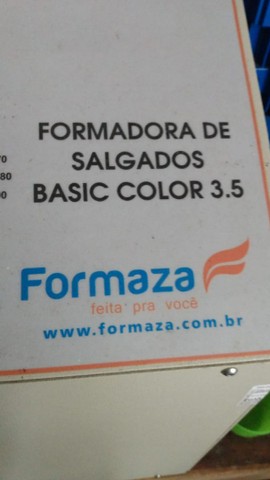 FORMADORA DE
SALGADOS
BASIC COLOR 3.5
Formaza
feita pra você
www.formaza.com.br